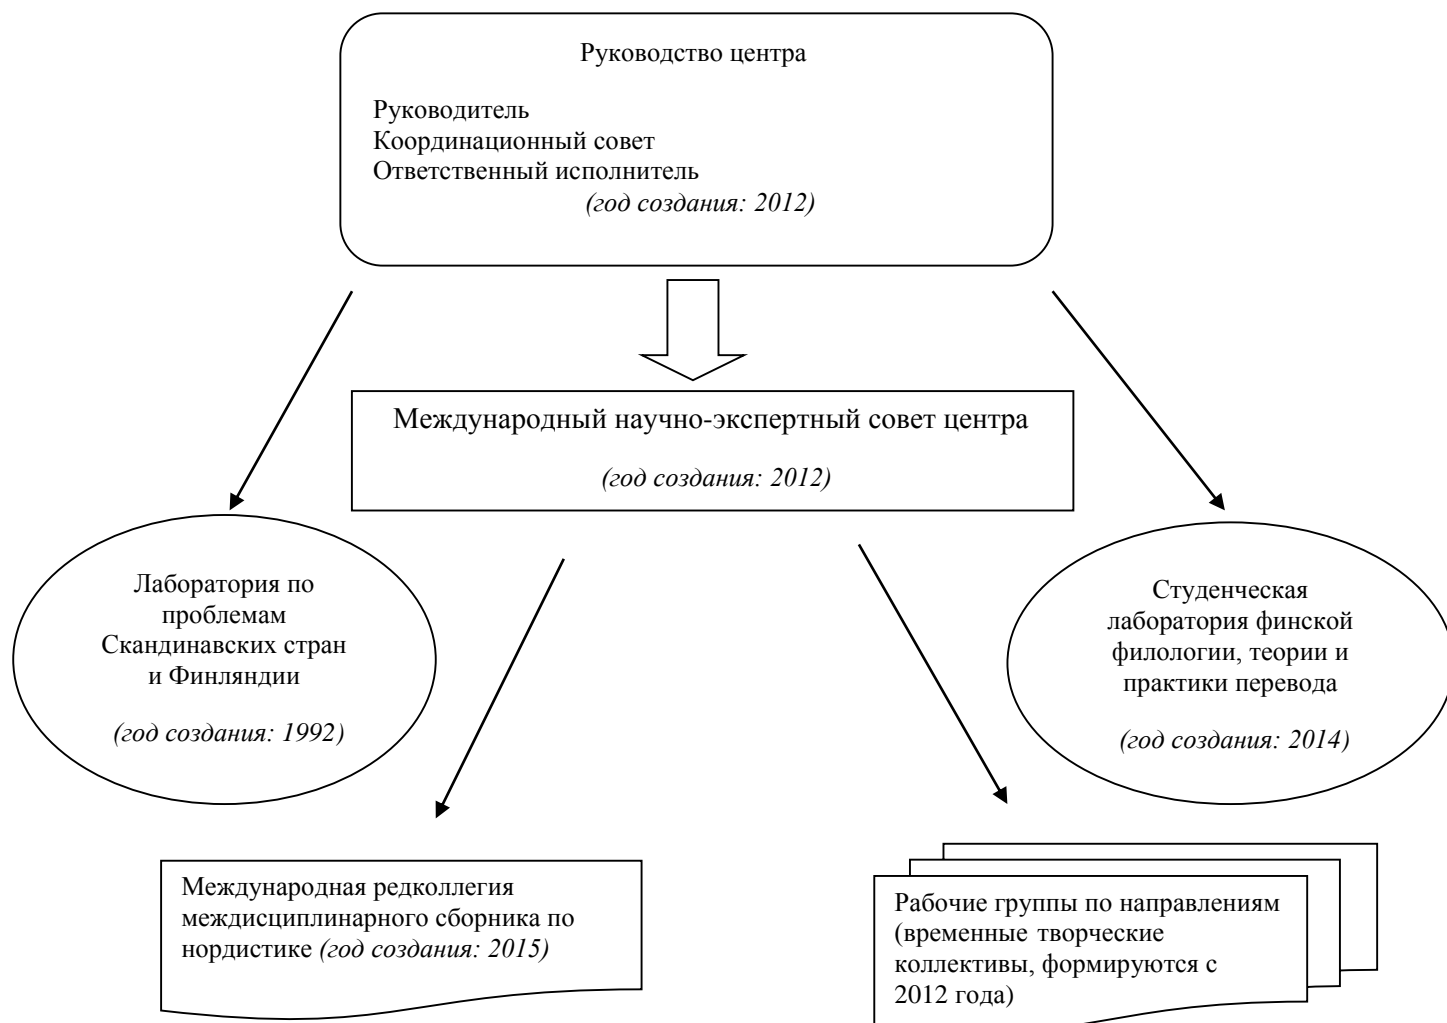 Руководство центра
Руководитель
Координационный совет
Ответственный исполнитель
(год создания: 2012)
Международный научно-экспертный совет центра
(год создания: 2012)
Лаборатория по
проблемам
Скандинавских стран
и Финляндии
(год создания: 1992)
Студенческая
лаборатория финской
филологии, теории и
практики перевода
(год создания: 2014)
Международная редколлегия
междисциплинарного сборника по
нордистике (год создания: 2015)
Рабочие группы по направлениям
(временные творческие
коллективы, формируются с
2012 года)